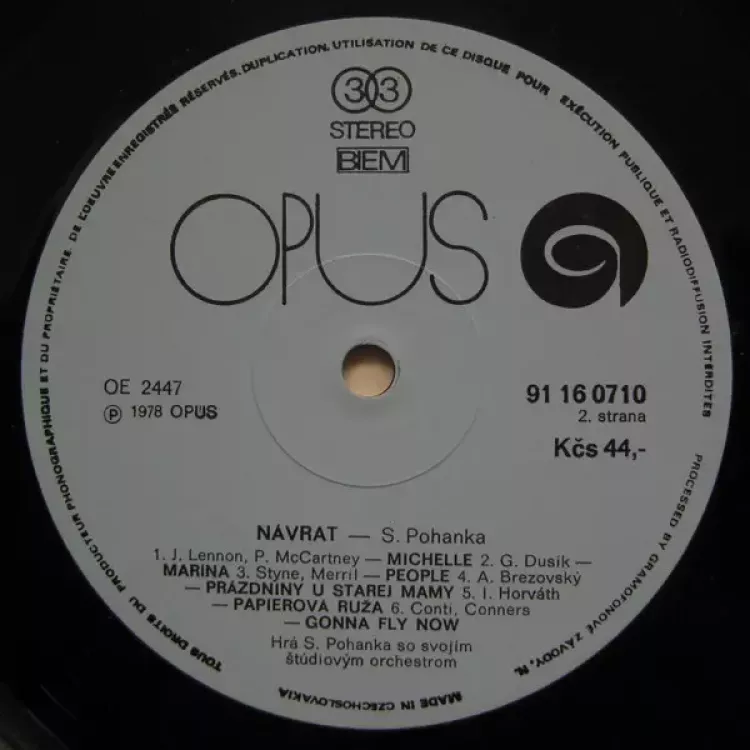 TOUS DROITS DU PRODUCTEUR PHONOGRAPHIQUE ET DU PROPRIÉTAIRE DE L'OEUVRE ENREGISTRÉS RÉSERVÉS. DUPLICATION, UTILISATION DE CE DISQUE POUR EXÉCUTION PUBLIQUE ET RADIODIFFUSION INTERDITES
33
STEREO
BIEM
OPUS
OE 2447
℗ 1978 OPUS
91 16 0710
2. strana
Kčs 44,-
NÁVRAT — S. Pohanka
1. J. Lennon, P. McCartney — MICHELLE 2. G. Dusík —
MARÍNA 3. Styne, Merril — PEOPLE 4. A. Brezovský
— PRÁZDNINY U STAREJ MAMY 5. I. Horváth
— PAPIEROVÁ RUŽA 6. Conti, Conners
— GONNA FLY NOW
Hrá S. Pohanka so svojím
štúdiovým orchestrom
PROCESSED BY GRAMOFONOVÉ ZÁVODY, N.
MADE IN CZECHOSLOVAKIA